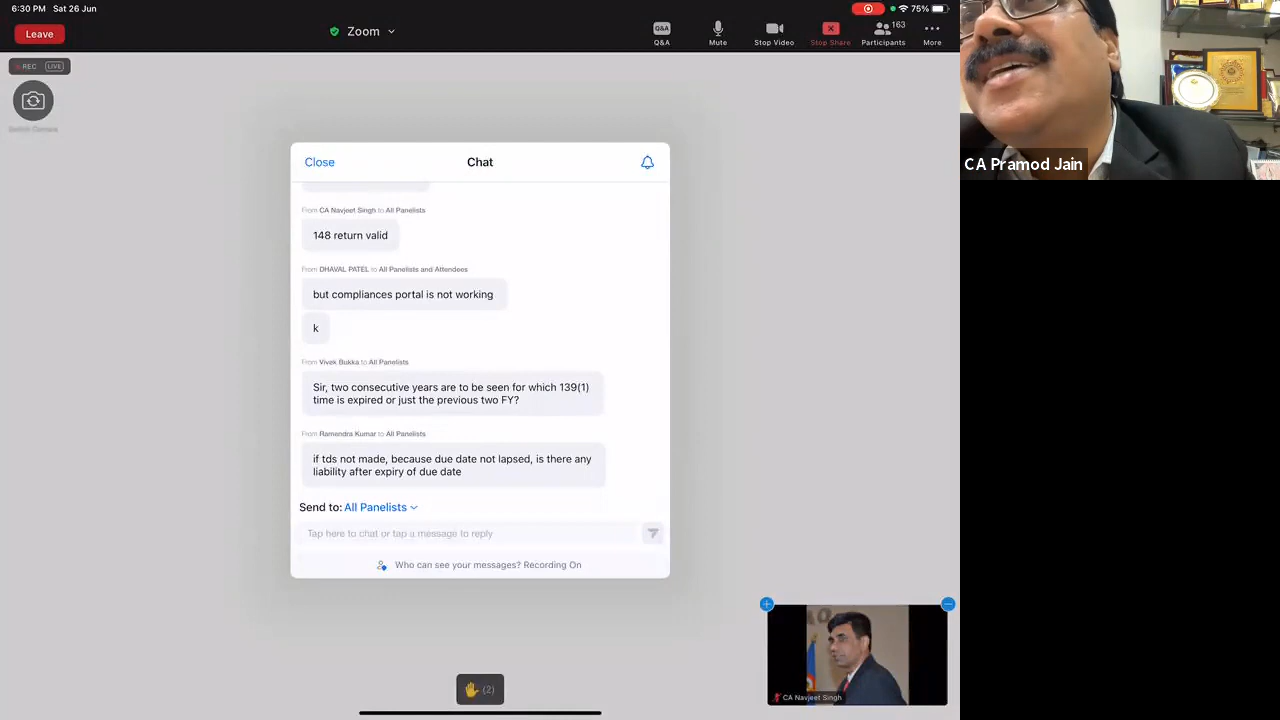 6:30 PM Sat 26 Jun
75%
Leave
Zoom
Q&A
Q&A
Mute
Stop Video
Stop Share
163
Participants
More
REC LIVE
Switch Camera
Close
Chat
From CA Navjeet Singh to All Panelists
148 return valid
From DHAVAL PATEL to All Panelists and Attendees
but compliances portal is not working
k
From Vivek Bukka to All Panelists
Sir, two consecutive years are to be seen for which 139(1)
time is expired or just the previous two FY?
From Ramendra Kumar to All Panelists
if tds not made, because due date not lapsed, is there any
liability after expiry of due date
Send to: All Panelists
Tap here to chat or tap a message to reply
Who can see your messages? Recording On
(2)
CA Navjeet Singh
CA Pramod Jain